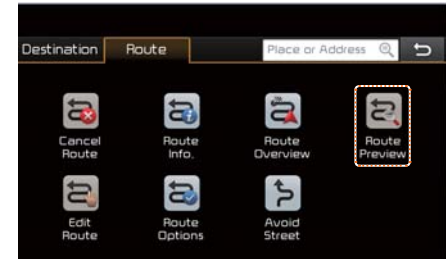 Destination Route Place or Address
Cancel Route Route Route
Route Info. Overview Preview
Edit Route Avoid
Route Options Street